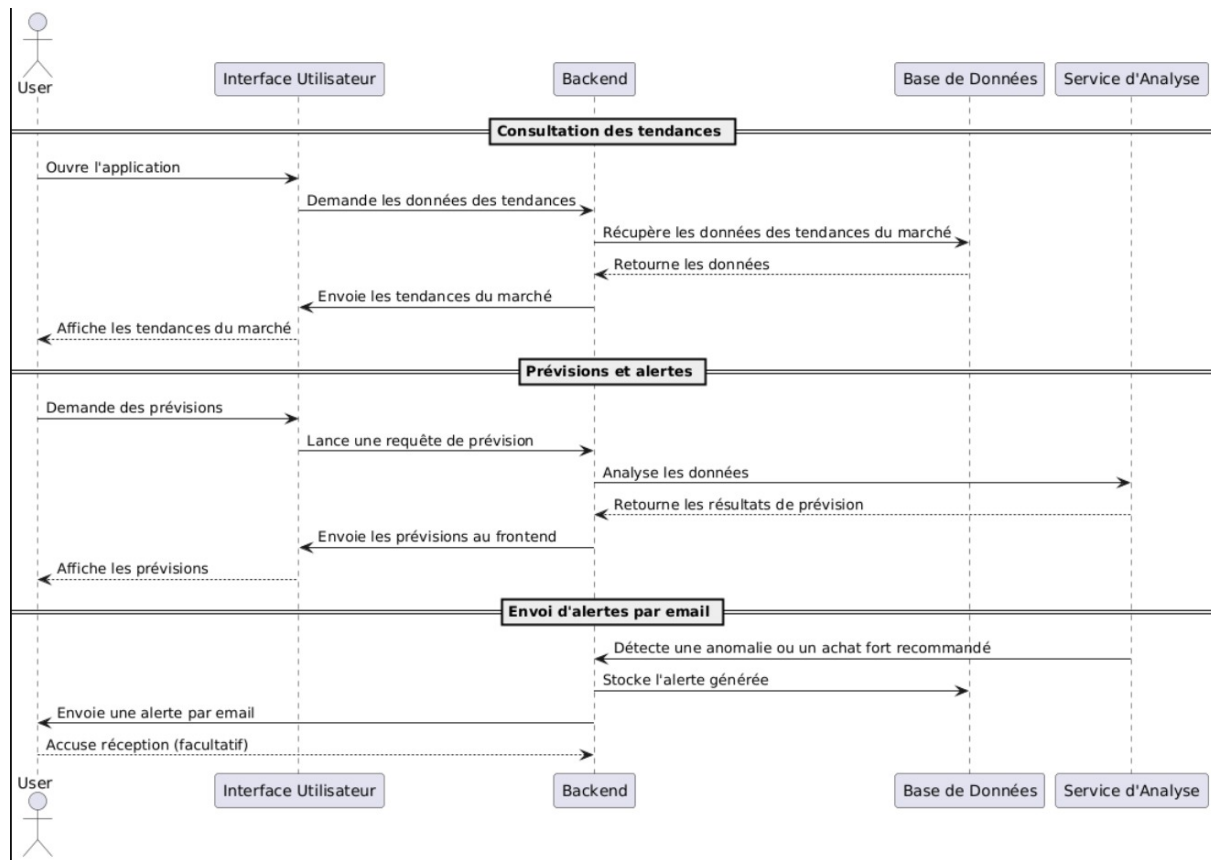 User
Interface Utilisateur
Backend
Base de Données
Service d'Analyse
Consultation des tendances
Ouvre l'application
Demande les données des tendances
Récupère les données des tendances du marché
Retourne les données
Envoie les tendances du marché
Affiche les tendances du marché
Prévisions et alertes
Demande des prévisions
Lance une requête de prévision
Analyse les données
Retourne les résultats de prévision
Envoie les prévisions au frontend
Affiche les prévisions
Envoi d'alertes par email
Détecte une anomalie ou un achat fort recommandé
Stocke l'alerte générée
Envoie une alerte par email
Accuse réception (facultatif)
User
Interface Utilisateur
Backend
Base de Données
Service d'Analyse